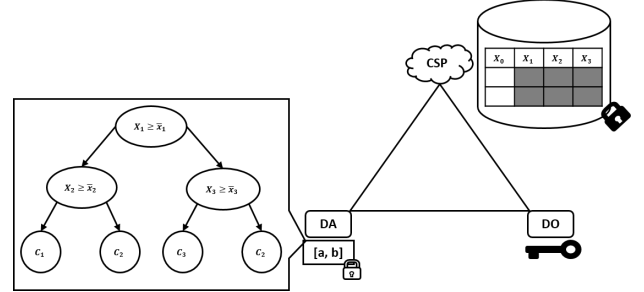 CSP
X₀ X₁ X₂ X₃
X₁ ≥ x̄₁
X₂ ≥ x̄₂ X₃ ≥ x̄₃
C₁ C₂ C₃ C₂
DA DO
[a, b]